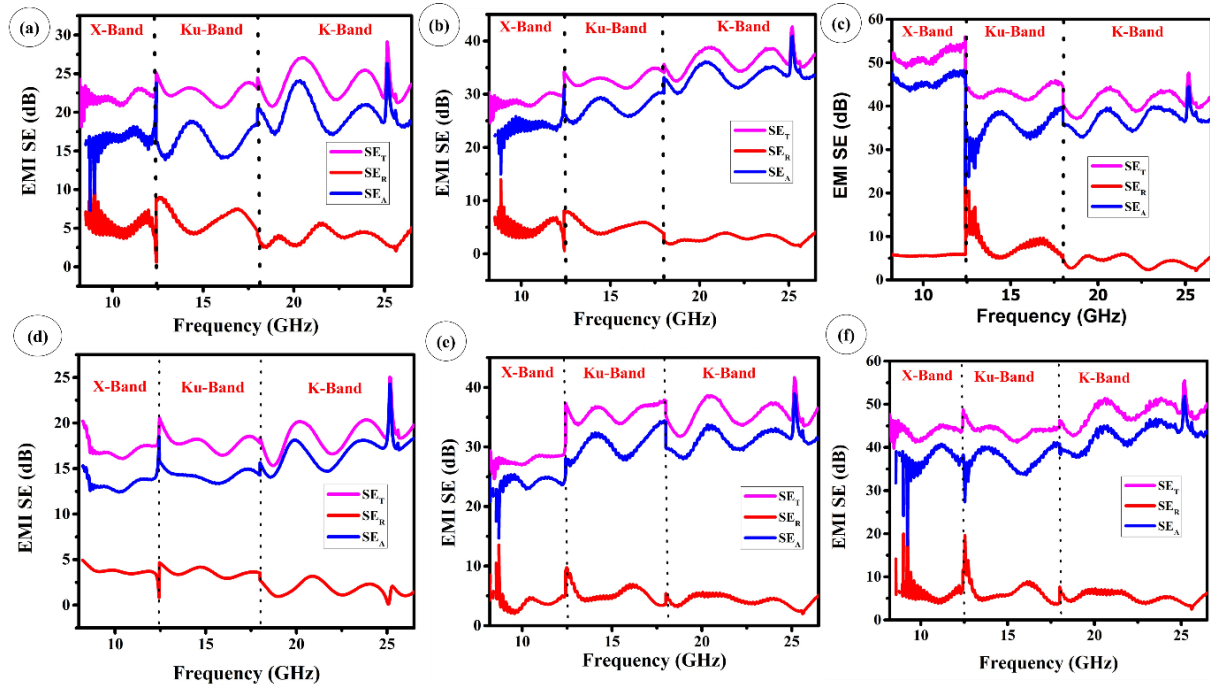 (a)
X-Band Ku-Band K-Band
EMI SE (dB)
30
25
20
15
10
5
0
SET
SER
SEA
10 15 20 25
Frequency (GHz)
(b)
X-Band Ku-Band K-Band
EMI SE (dB)
40
30
20
10
0
SET
SER
SEA
10 15 20 25
Frequency (GHz)
(c)
X-Band Ku-Band K-Band
EMI SE (dB)
60
50
40
30
20
10
0
SET
SER
SEA
10 15 20 25
Frequency (GHz)
(d)
X-Band Ku-Band K-Band
EMI SE (dB)
25
20
15
10
5
0
SET
SER
SEA
10 15 20 25
Frequency (GHz)
(e)
X-Band Ku-Band K-Band
EMI SE (dB)
40
30
20
10
0
SET
SER
SEA
10 15 20 25
Frequency (GHz)
(f)
X-Band Ku-Band K-Band
EMI SE (dB)
60
50
40
30
20
10
0
SET
SER
SEA
10 15 20 25
Frequency (GHz)